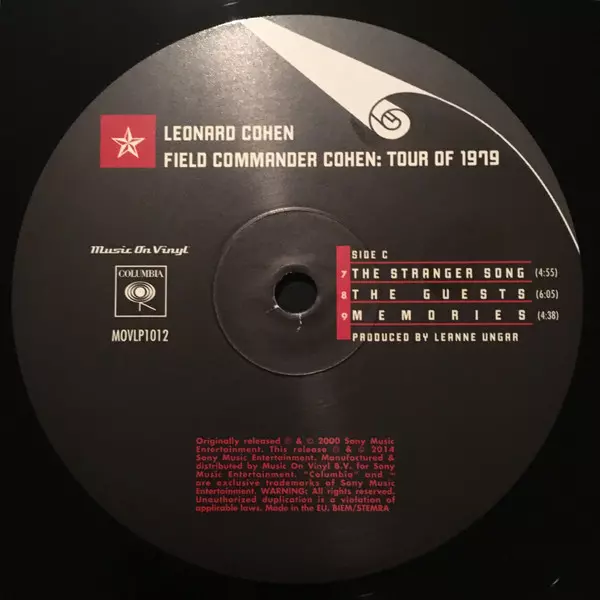 LEONARD COHEN
FIELD COMMANDER COHEN: TOUR OF 1979
Music On Vinyl
COLUMBIA
MOVLP1012
SIDE C
7 THE STRANGER SONG (4:55)
8 THE GUESTS (6:05)
9 MEMORIES (4:38)
PRODUCED BY LEANNE UNGAR
Originally released ℗ & © 2000 Sony Music
Entertainment. This release ℗ & © 2014
Sony Music Entertainment. Manufactured &
distributed by Music On Vinyl B.V. for Sony
Music Entertainment. "Columbia" and
are exclusive trademarks of Sony Music
Entertainment. WARNING: All rights reserved.
Unauthorized duplication is a violation of
applicable laws. Made in the EU. BIEM/STEMRA